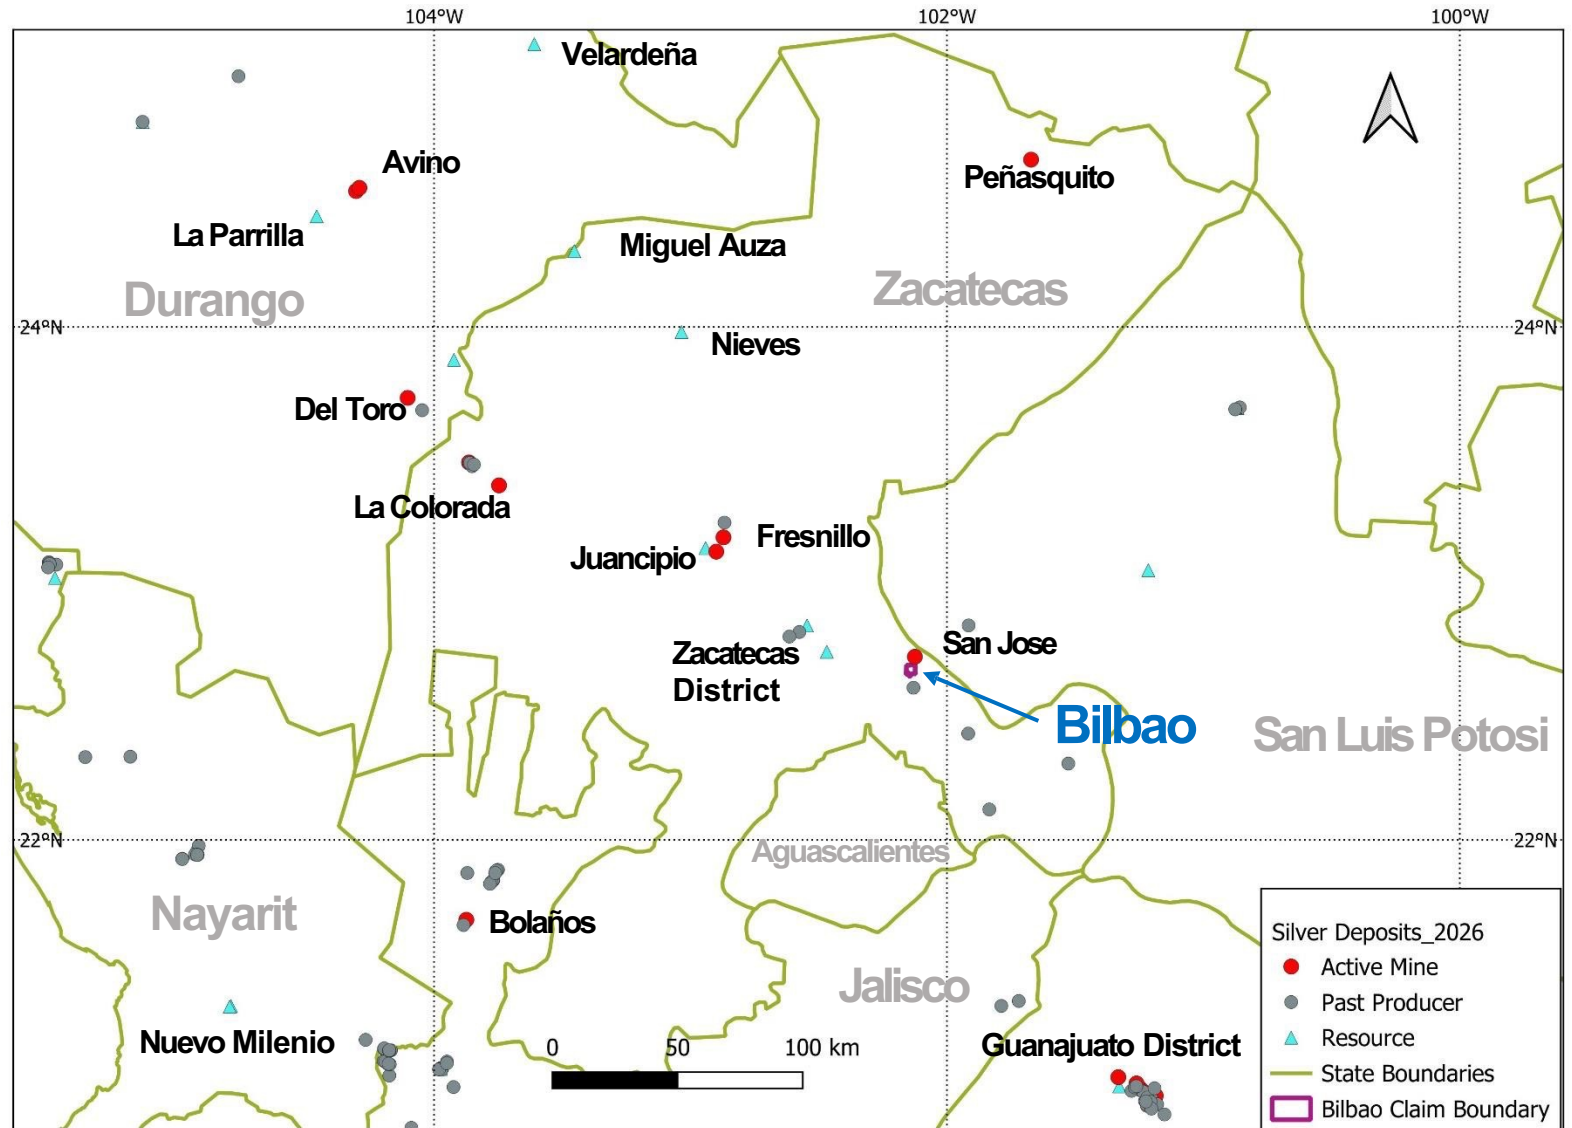 104°W
102°W
100°W
Velardeña
Avino
Peñasquito
La Parrilla
Miguel Auza
Durango
Zacatecas
24°N
24°N
Nieves
Del Toro
La Colorada
Fresnillo
Juancipio
San Jose
Zacatecas
District
Bilbao
San Luis Potosi
22°N
22°N
Aguascalientes
Nayarit
Bolaños
Jalisco
Nuevo Milenio
0 50 100 km
Guanajuato District
Silver Deposits_2026
Active Mine
Past Producer
Resource
State Boundaries
Bilbao Claim Boundary